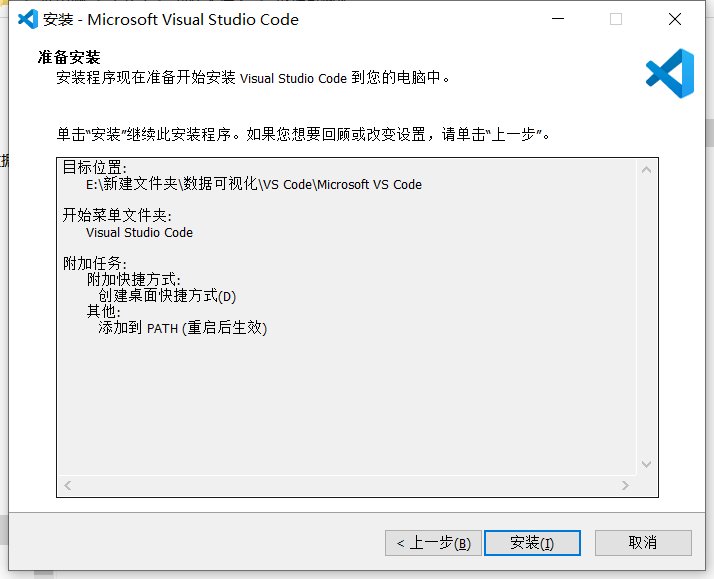 安装 - Microsoft Visual Studio Code
准备安装
安装程序现在准备开始安装 Visual Studio Code 到您的电脑中。
单击“安装”继续此安装程序。如果您想要回顾或改变设置，请单击“上一步”。
目标位置:
E:\新建文件夹\数据可视化\VS Code\Microsoft VS Code
开始菜单文件夹:
Visual Studio Code
附加任务:
附加快捷方式:
创建桌面快捷方式(D)
其他:
添加到 PATH (重启后生效)
< 上一步(B) 安装(I) 取消